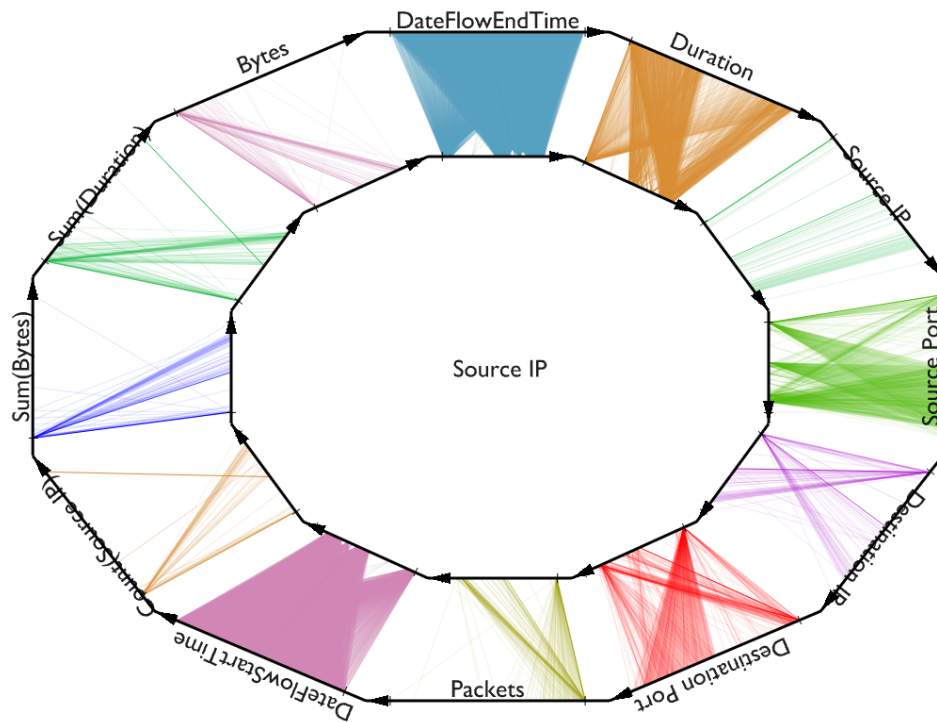 DateFlowEndTime
Duration
Source IP
Source Port
Destination IP
Destination Port
Packets
DateFlowStartTime
Count(Source IP)
Sum(Bytes)
Sum(Duration)
Bytes
Source IP